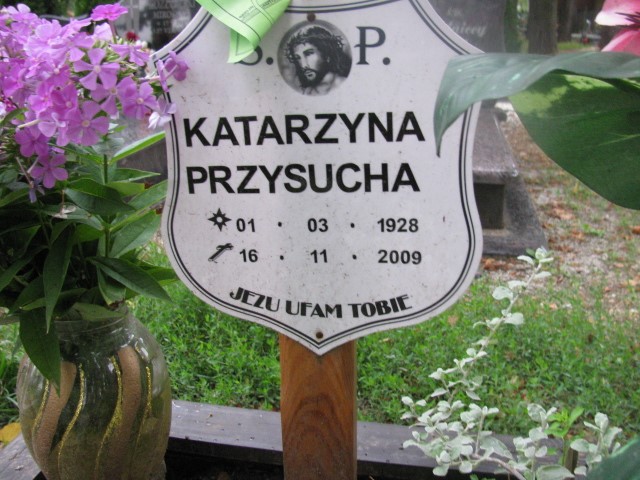 S. P.
KATARZYNA
PRZYSUCHA
01 · 03 · 1928
16 · 11 · 2009
JEZU UFAM TOBIE